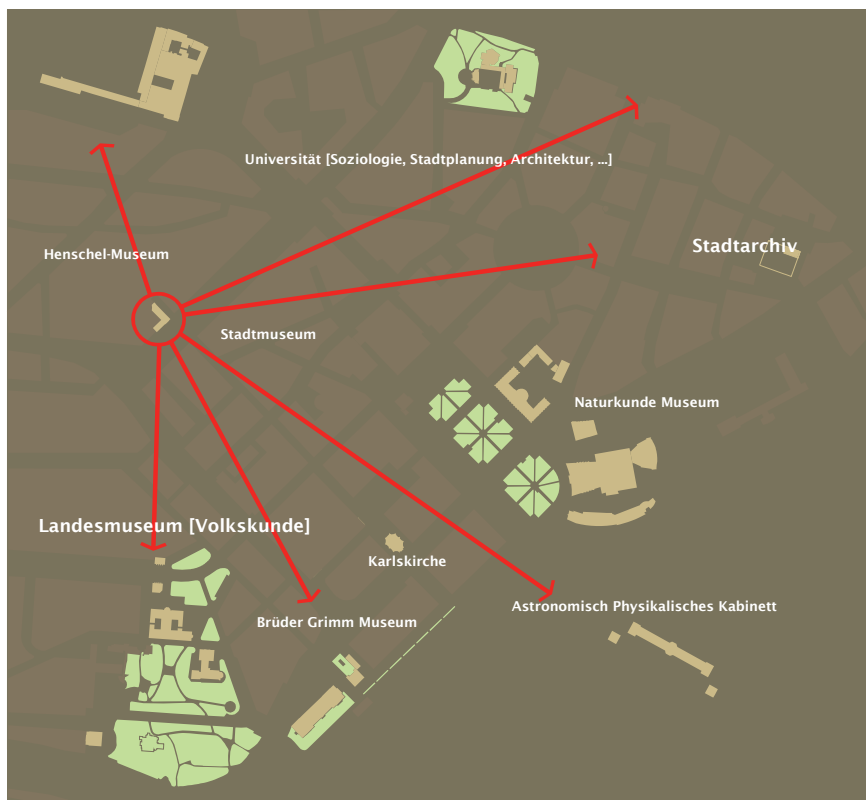 Universität [Soziologie, Stadtplanung, Architektur, ...]
Stadtarchiv
Henschel-Museum
Stadtmuseum
Naturkunde Museum
Landesmuseum [Volkskunde]
Karlskirche
Astronomisch Physikalisches Kabinett
Brüder Grimm Museum